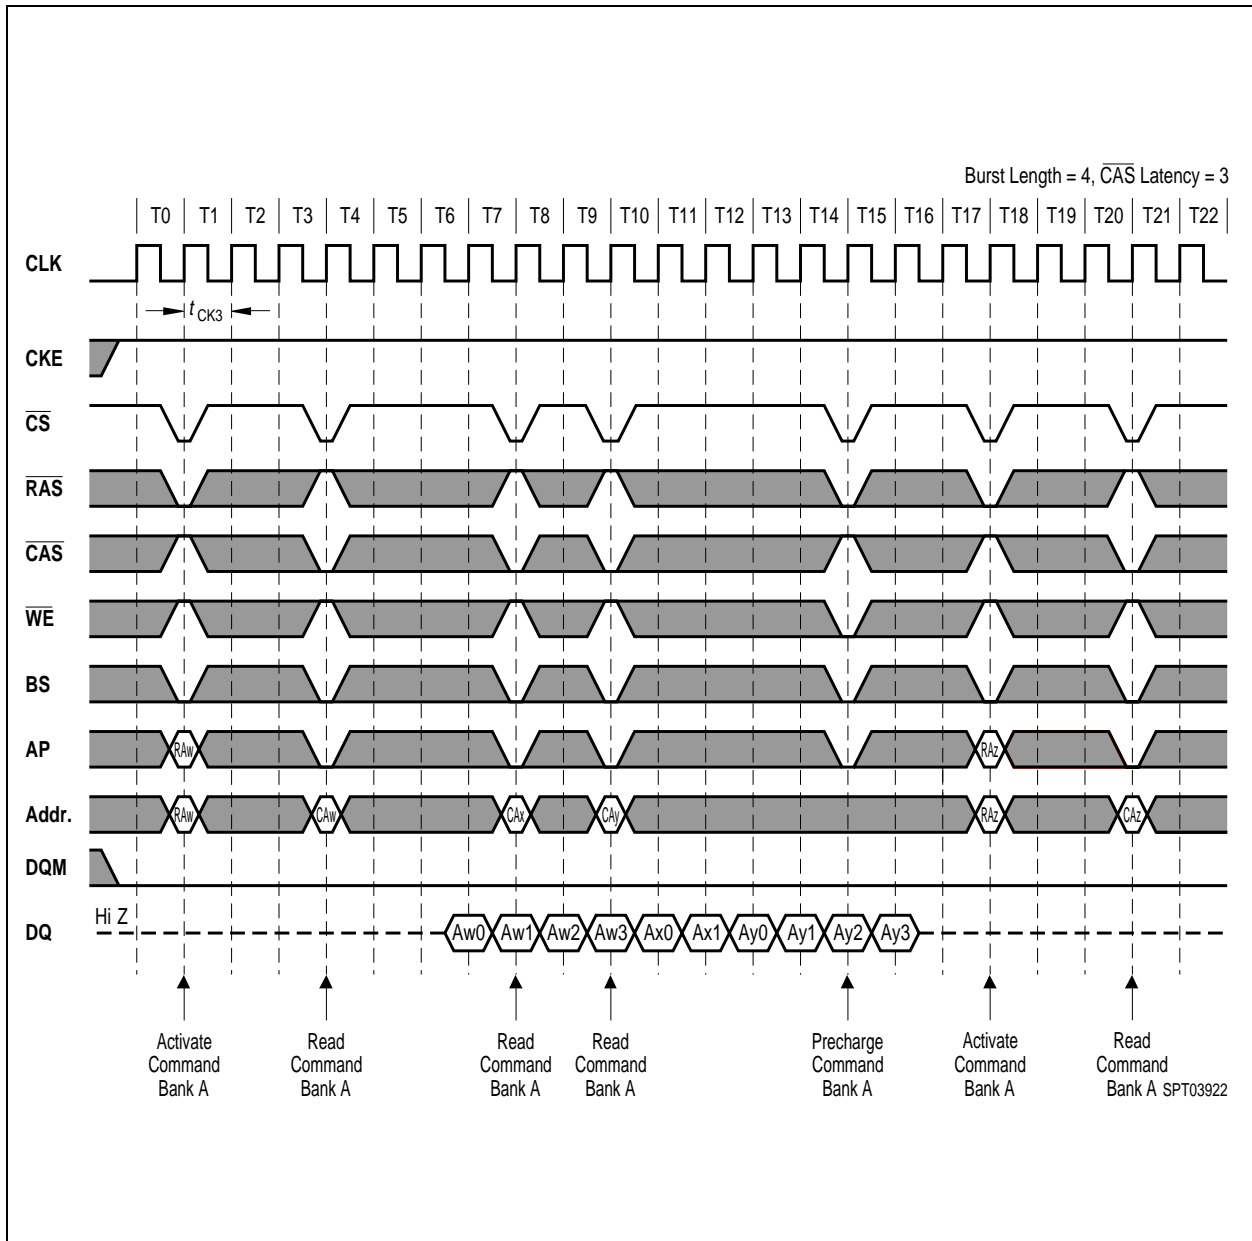 Burst Length = 4, CAS Latency = 3
T0 T1 T2 T3 T4 T5 T6 T7 T8 T9 T10 T11 T12 T13 T14 T15 T16 T17 T18 T19 T20 T21 T22
CLK
t CK3
CKE
CS
RAS
CAS
WE
BS
AP RAw RAz
Addr. RAw CAw CAx CAy RAz CAz
DQM
Hi Z
DQ Aw0 Aw1 Aw2 Aw3 Ax0 Ax1 Ay0 Ay1 Ay2 Ay3
Activate Read Read Read Precharge Activate Read
Command Command Command Command Command Command Command
Bank A Bank A Bank A Bank A Bank A Bank A Bank A SPT03922